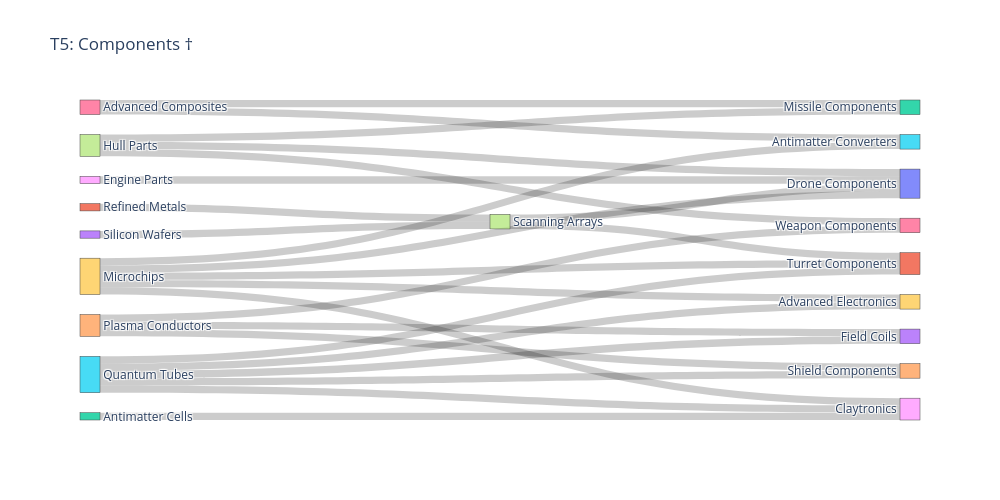 T5: Components †
Advanced Composites
Hull Parts
Engine Parts
Refined Metals
Silicon Wafers
Microchips
Plasma Conductors
Quantum Tubes
Antimatter Cells
Scanning Arrays
Missile Components
Antimatter Converters
Drone Components
Weapon Components
Turret Components
Advanced Electronics
Field Coils
Shield Components
Claytronics